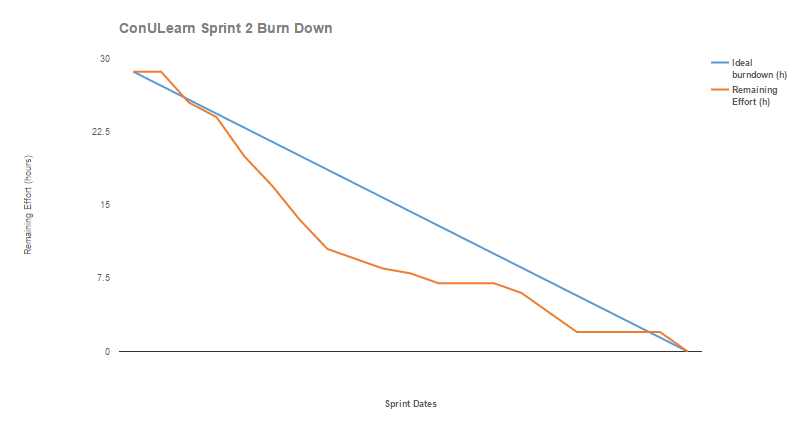 ConULearn Sprint 2 Burn Down
30
22.5
15
7.5
0
Remaining Effort (hours)
Sprint Dates
Ideal
burndown (h)
Remaining
Effort (h)